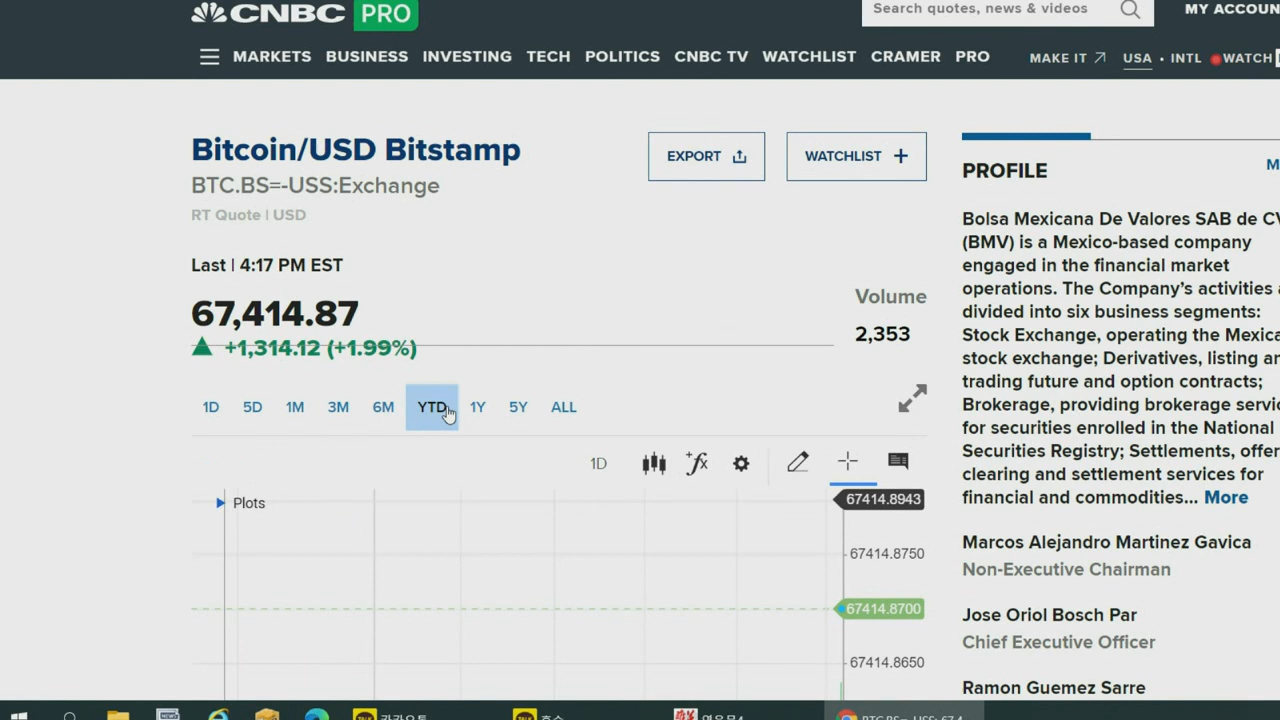 CNBC PRO
Search quotes, news & videos
MY ACCOUN
MARKETS BUSINESS INVESTING TECH POLITICS CNBC TV WATCHLIST CRAMER PRO MAKE IT USA • INTL WATCH
Bitcoin/USD Bitstamp
EXPORT
WATCHLIST +
BTC.BS=-USS:Exchange
RT Quote | USD
Last | 4:17 PM EST
67,414.87
+1,314.12 (+1.99%)
Volume
2,353
1D 5D 1M 3M 6M YTD 1Y 5Y ALL
1D
Plots
67414.8943
67414.8750
67414.8700
67414.8650
PROFILE
M
Bolsa Mexicana De Valores SAB de CV
(BMV) is a Mexico-based company
engaged in the financial market
operations. The Company's activities a
divided into six business segments:
Stock Exchange, operating the Mexica
stock exchange; Derivatives, listing an
trading future and option contracts;
Brokerage, providing brokerage servic
for securities enrolled in the National
Securities Registry; Settlements, offer
clearing and settlement services for
financial and commodities... More
Marcos Alejandro Martinez Gavica
Non-Executive Chairman
Jose Oriol Bosch Par
Chief Executive Officer
Ramon Guemez Sarre